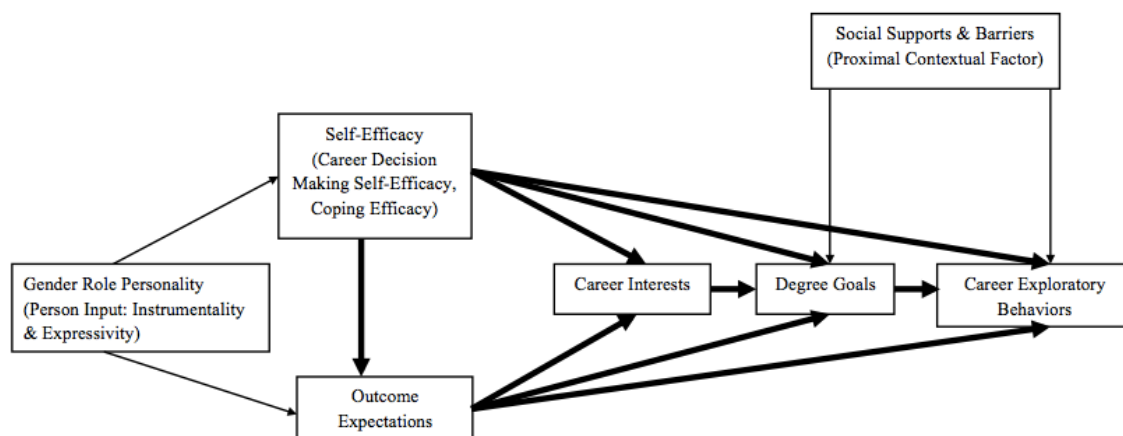 Social Supports & Barriers
(Proximal Contextual Factor)
Self-Efficacy
(Career Decision
Making Self-Efficacy,
Coping Efficacy)
Gender Role Personality
(Person Input: Instrumentality
& Expressivity)
Career Interests
Degree Goals
Career Exploratory
Behaviors
Outcome
Expectations